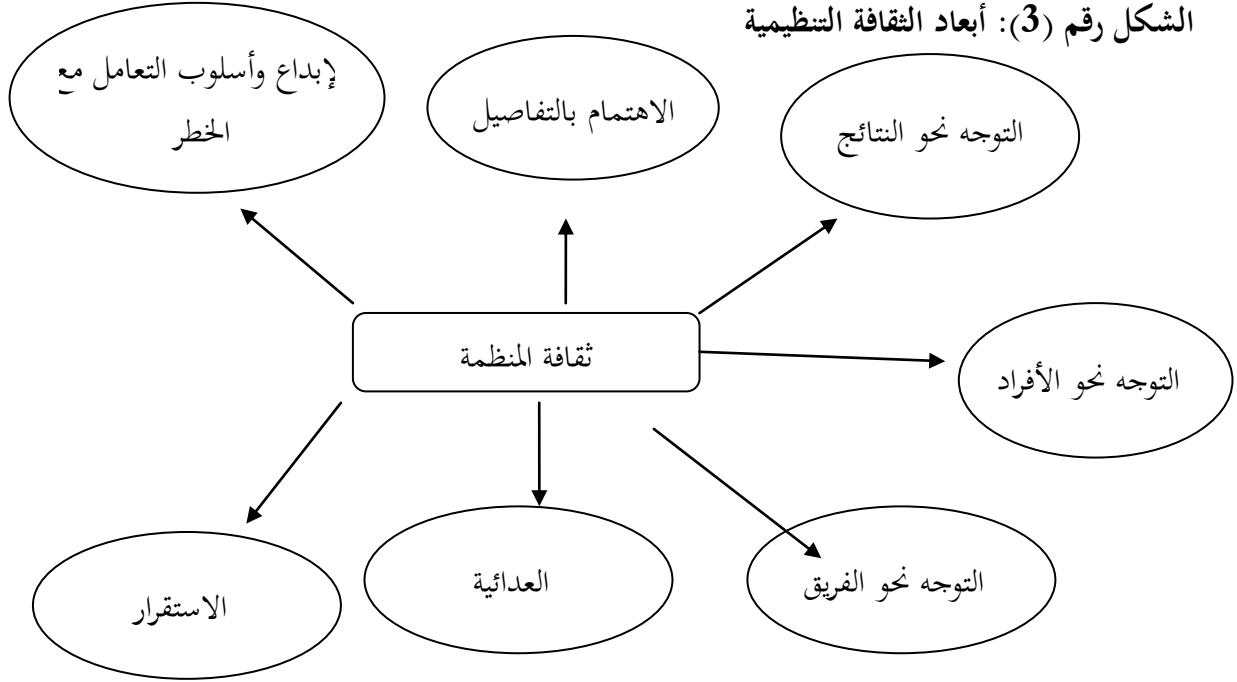 الشكل رقم (3): أبعاد الثقافة التنظيمية
التوجه نحو النتائج
الاهتمام بالتفاصيل
لإبداع وأسلوب التعامل مع
الخطر
ثقافة المنظمة
التوجه نحو الأفراد
التوجه نحو الفريق
العدائية
الاستقرار